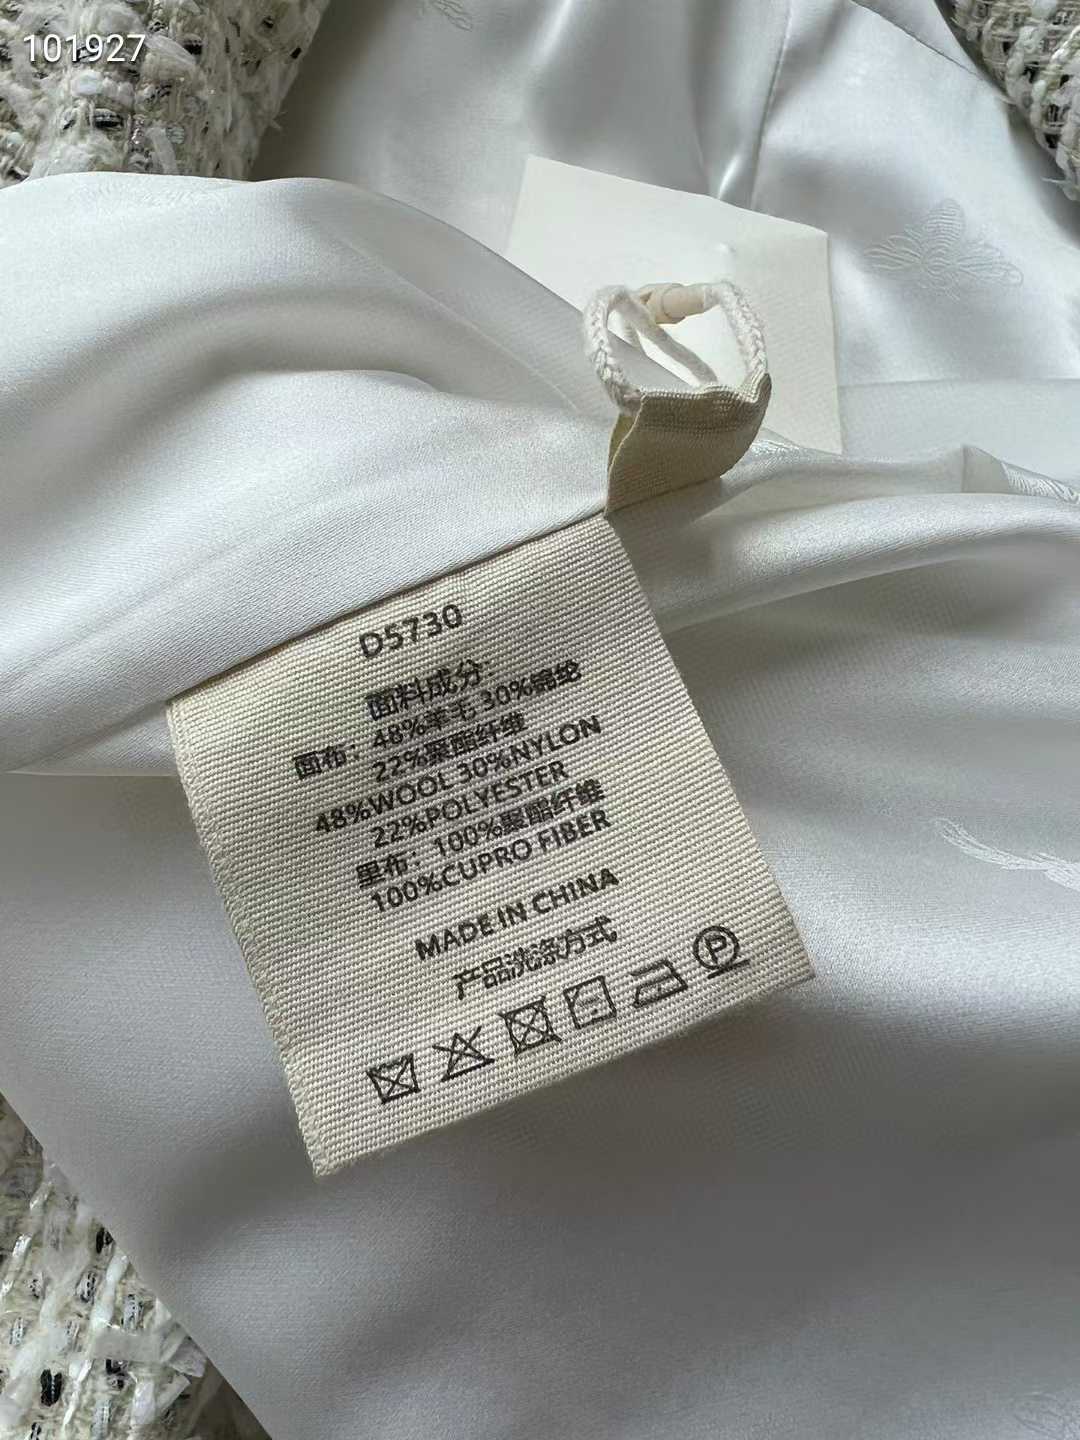 101927
D5730
面料成分:
面布：48%羊毛 30%锦纶
22%聚酯纤维
48%WOOL 30%NYLON
22%POLYESTER
里布：100%聚酯纤维
100%CUPRO FIBER
MADE IN CHINA
产品洗涤方式
P